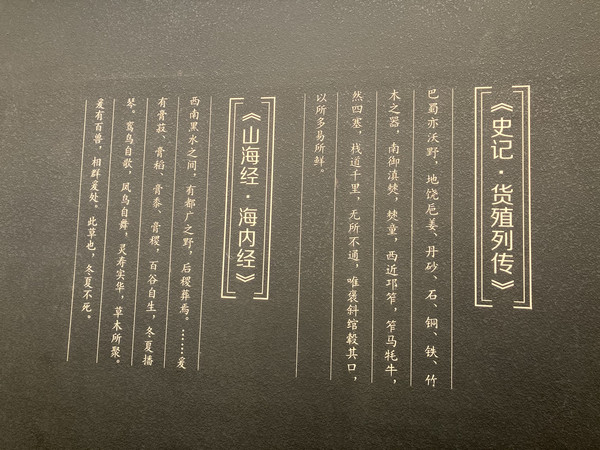 《史记·货殖列传》
巴蜀亦沃野，地饶卮姜、丹砂、石、铜、铁、竹
木之器，南御滇僰，僰童，西近邛笮，笮马牦牛，
然四塞，栈道千里，无所不通，唯褒斜绾毂其口，
以所多易所鲜。
《山海经·海内经》
西南黑水之间，有都广之野，后稷葬焉。……爰
有膏菽、膏稻、膏黍、膏稷，百谷自生，冬夏播
琴。鸾鸟自歌，凤鸟自舞，灵寿实华，草木所聚。
爰有百兽，相群爰处。此草也，冬夏不死。